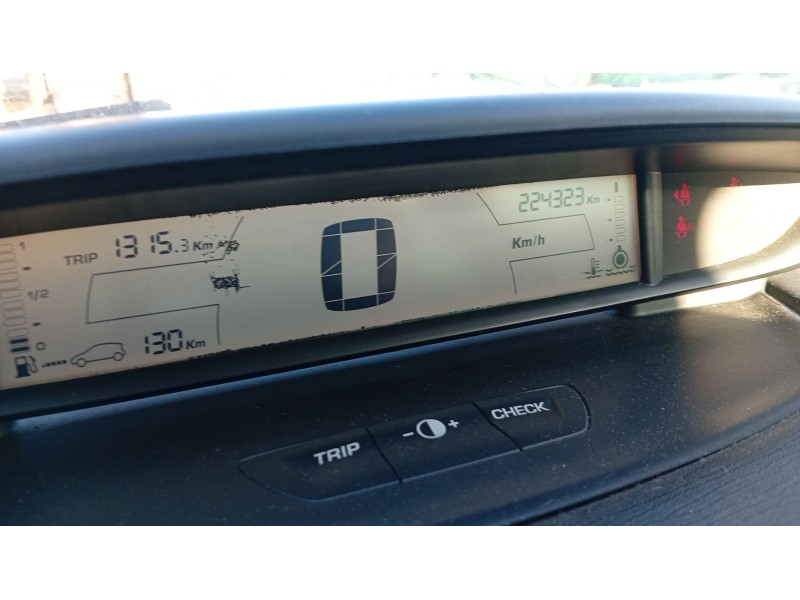 TRIP 1315.3 Km
224323 Km
Km/h
0
1
1/2
0
130 Km
TRIP - + CHECK